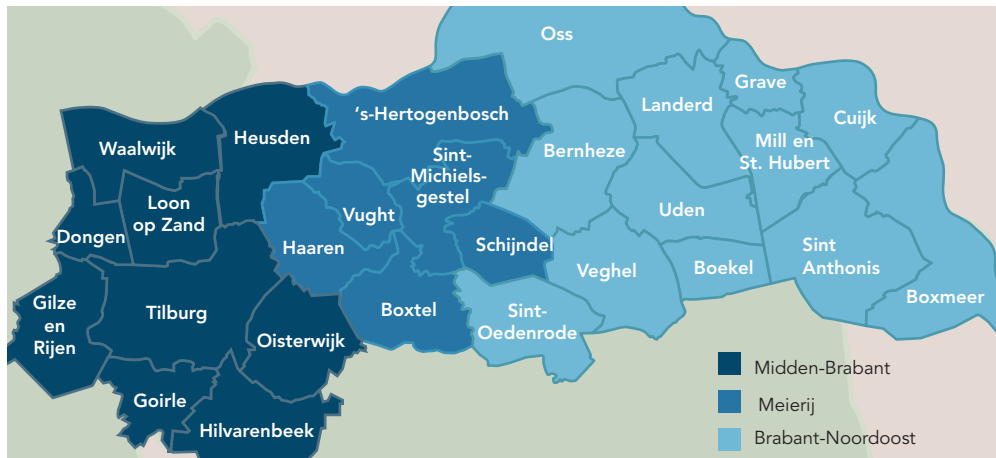 Oss
Grave
Landerd
's-Hertogenbosch
Cuijk
Heusden
Mill en
St. Hubert
Waalwijk
Bernheze
Sint-
Michiels-
gestel
Loon
op Zand
Uden
Vught
Dongen
Haaren
Schijndel
Sint
Anthonis
Veghel
Boekel
Gilze
en
Rijen
Boxmeer
Tilburg
Boxtel
Sint-
Oedenrode
Oisterwijk
Goirle
Hilvarenbeek
Midden-Brabant
Meierij
Brabant-Noordoost